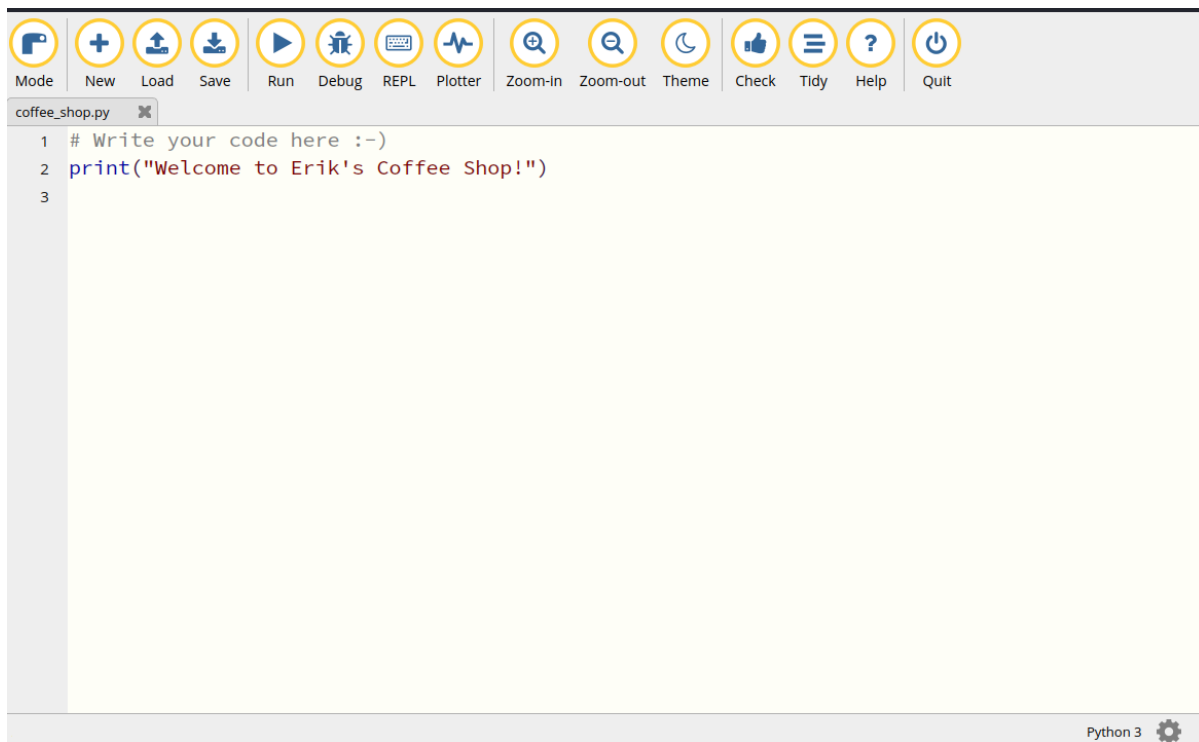 Mode New Load Save Run Debug REPL Plotter Zoom-in Zoom-out Theme Check Tidy Help Quit
coffee_shop.py
1 # Write your code here :-)
2 print("Welcome to Erik's Coffee Shop!")
3
Python 3